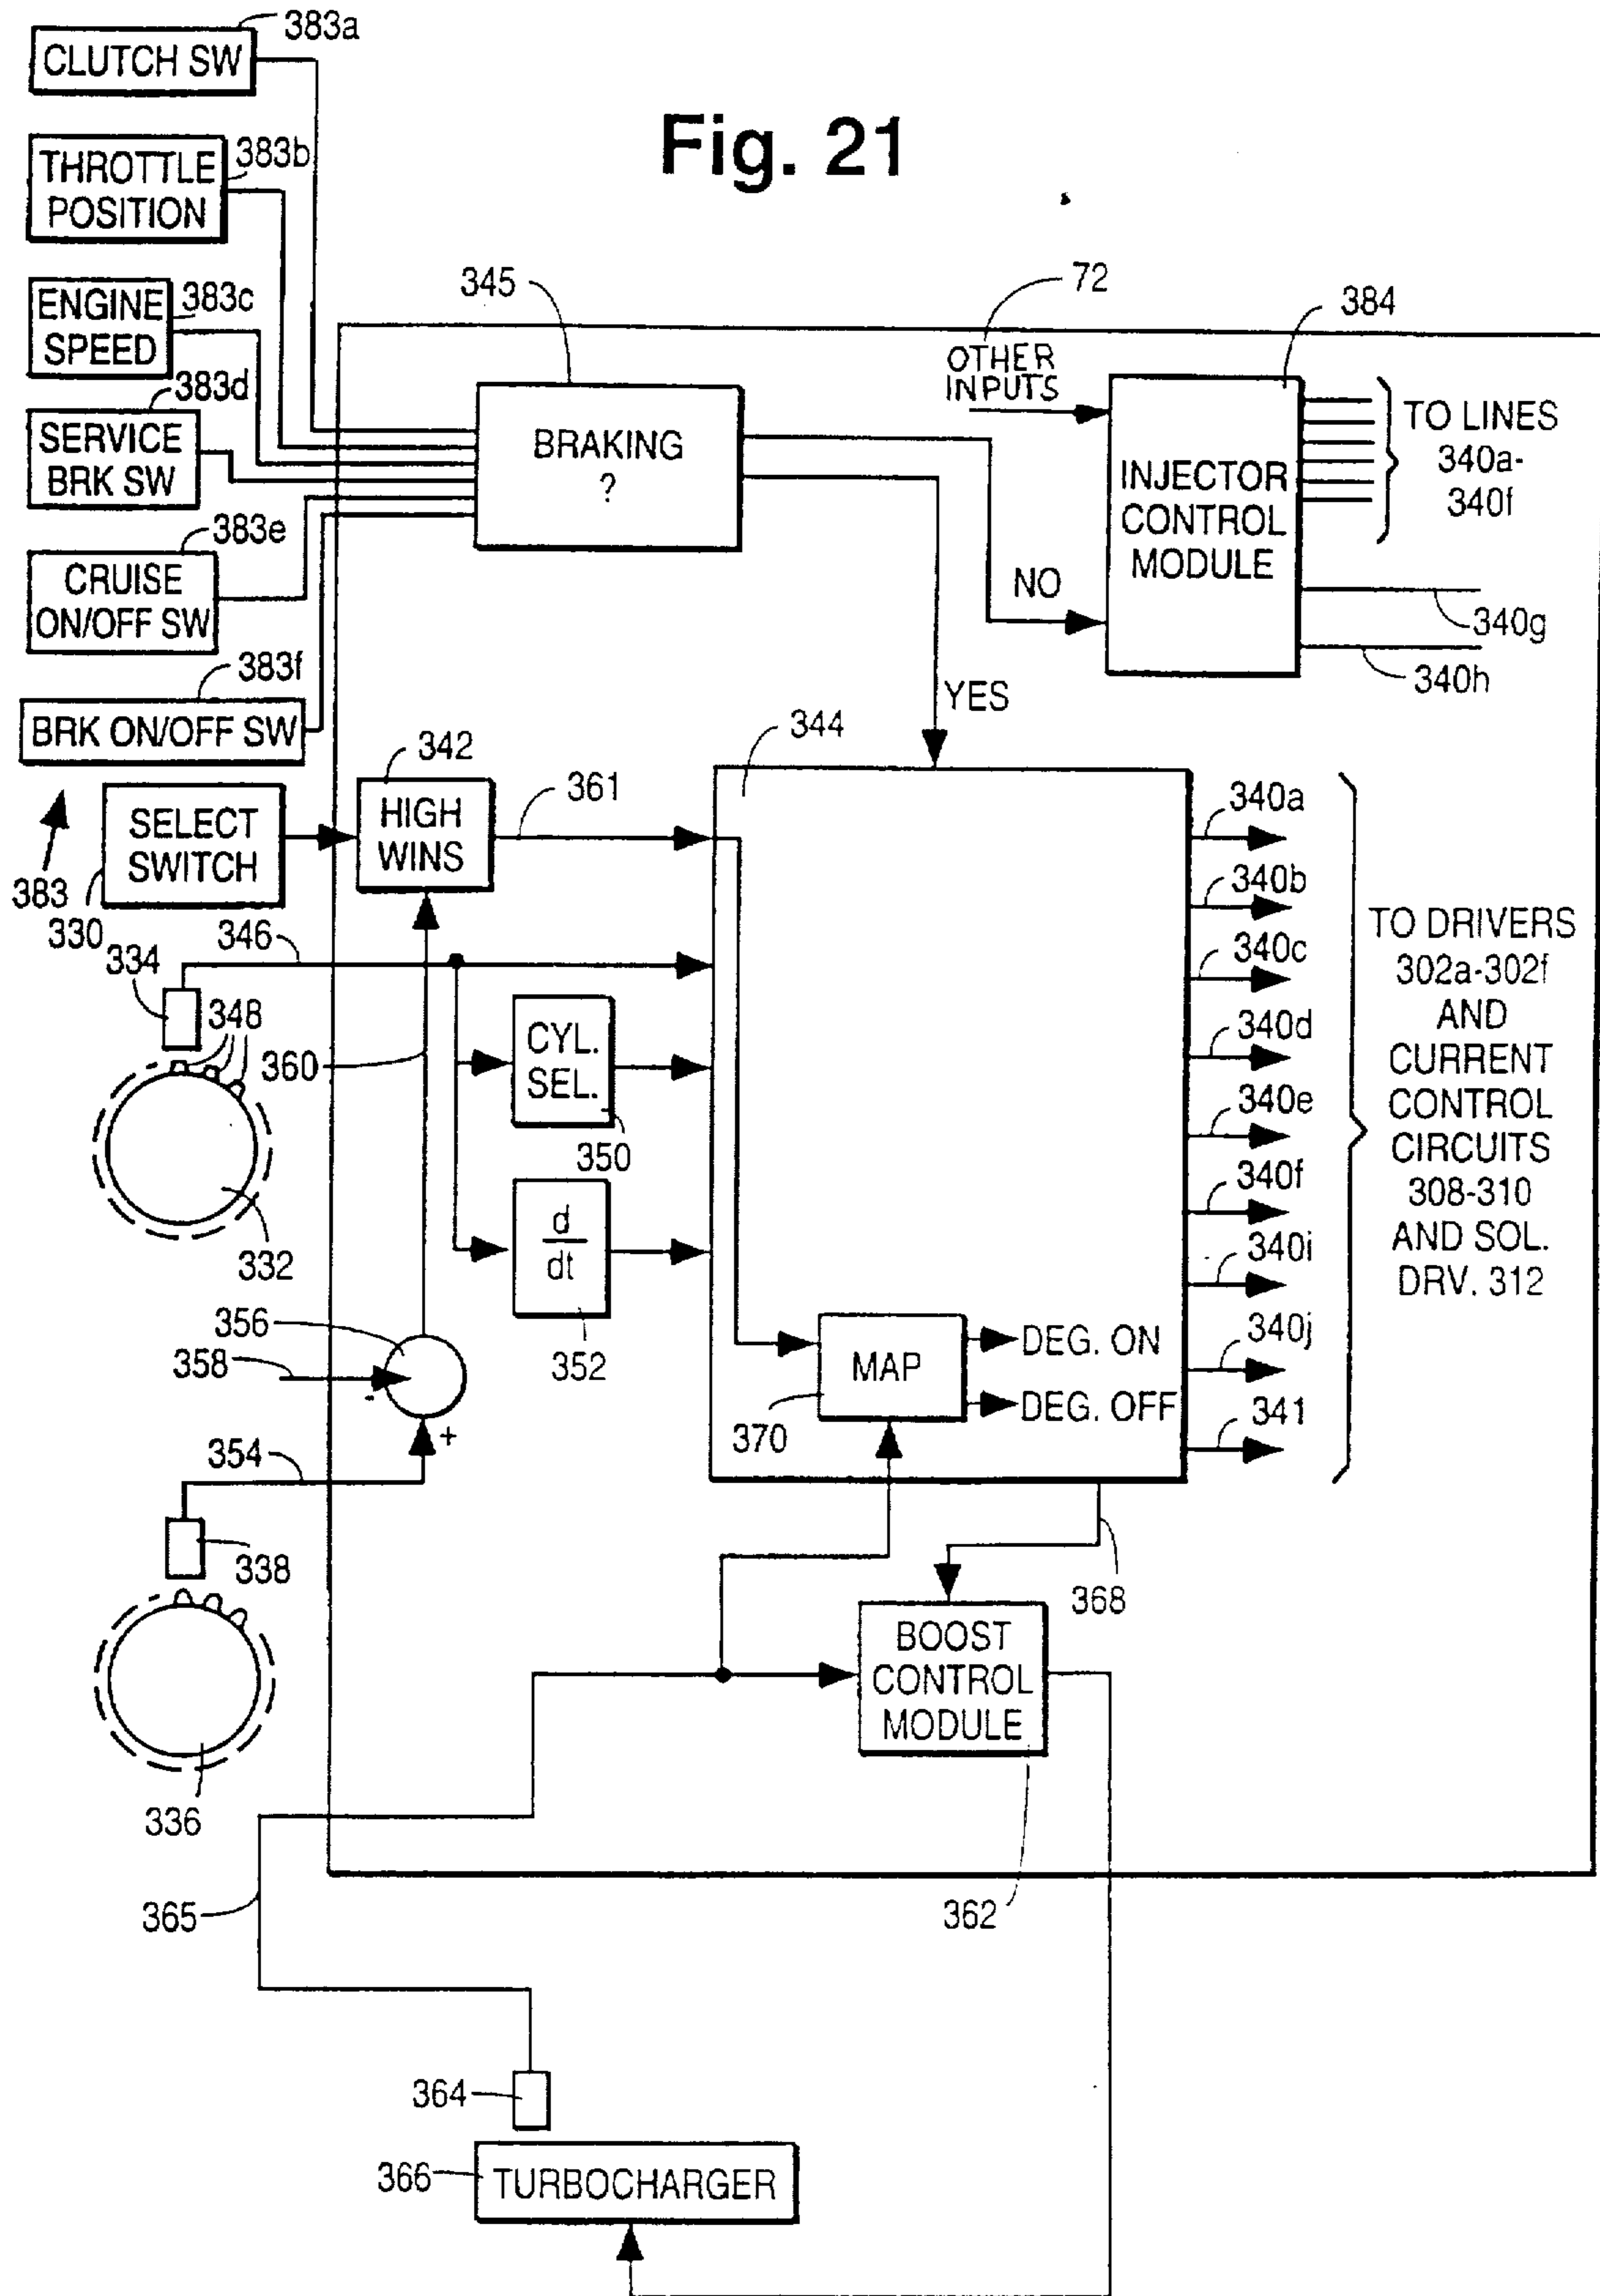 Fig. 21
383a
CLUTCH SW
383b
THROTTLE
POSITION
383c
ENGINE
SPEED
383d
SERVICE
BRK SW
383e
CRUISE
ON/OFF SW
383f
BRK ON/OFF SW
383
SELECT
SWITCH
330
345
BRAKING
?
72
OTHER
INPUTS
384
INJECTOR
CONTROL
MODULE
TO LINES
340a-
340f
340g
340h
NO
YES
342
HIGH
WINS
361
344
346
334
348
360
332
CYL.
SEL.
350
d
dt
352
356
358
-
+
354
338
336
MAP
370
DEG. ON
DEG. OFF
340a
340b
340c
340d
340e
340f
340i
340j
341
TO DRIVERS
302a-302f
AND
CURRENT
CONTROL
CIRCUITS
308-310
AND SOL.
DRV. 312
368
BOOST
CONTROL
MODULE
362
365
364
366
TURBOCHARGER